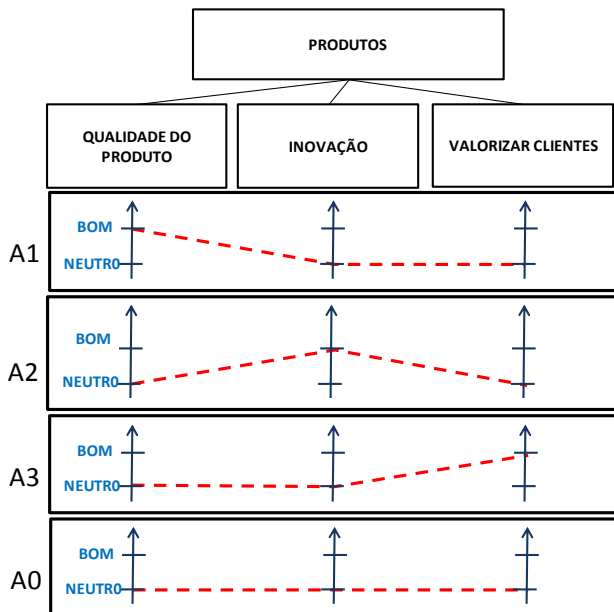 PRODUTOS
QUALIDADE DO
PRODUTO
INOVAÇÃO
VALORIZAR CLIENTES
A1
BOM
NEUTR0
A2
BOM
NEUTR0
A3
BOM
NEUTR0
A0
BOM
NEUTR0